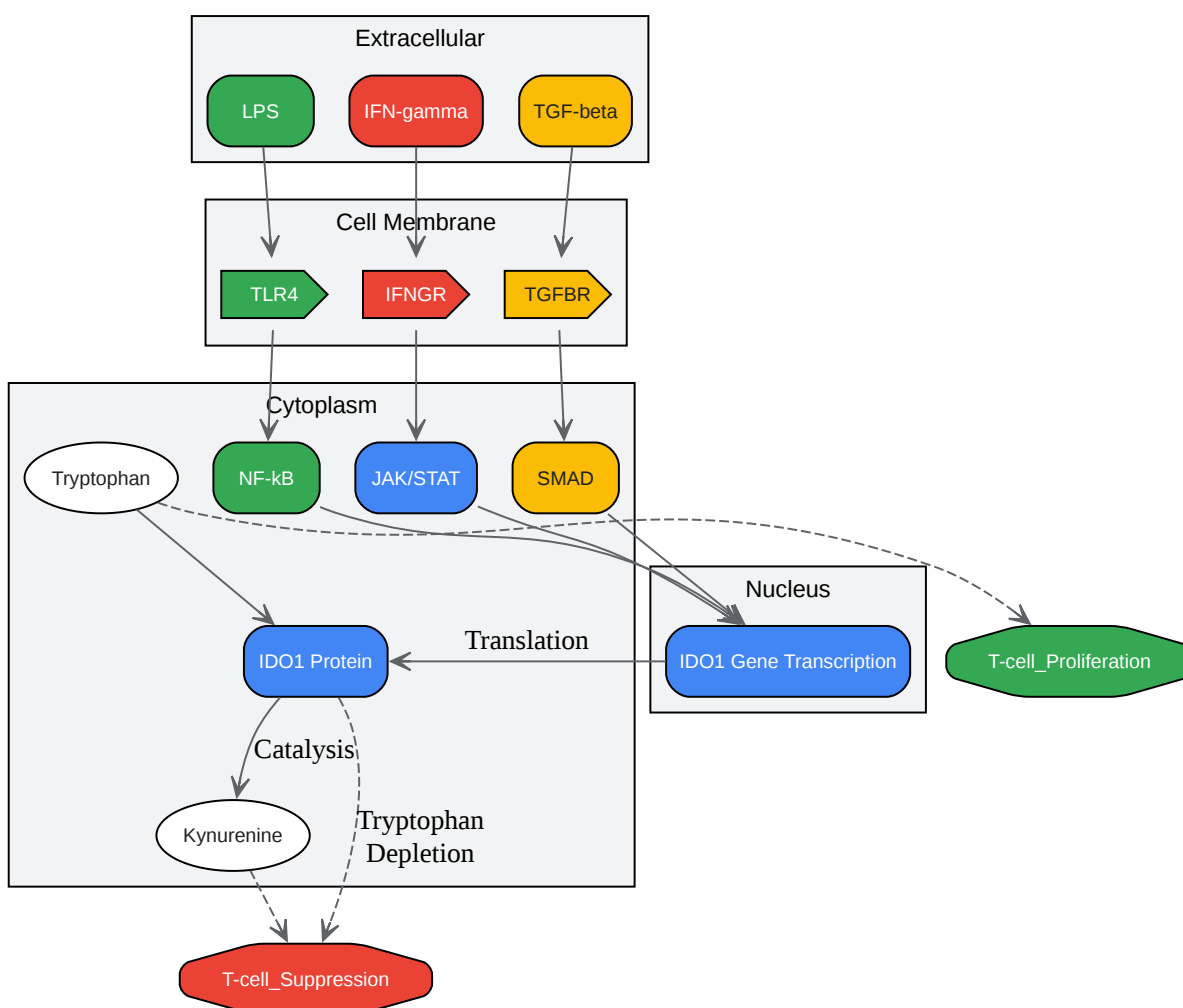 Extracellular
LPS
IFN-gamma
TGF-beta
Cell Membrane
TLR4
IFNGR
TGFBR
Cytoplasm
Tryptophan
NF-kB
JAK/STAT
SMAD
Nucleus
IDO1 Protein
Translation
IDO1 Gene Transcription
T-cell_Proliferation
Catalysis
Kynurenine
Tryptophan
Depletion
T-cell_Suppression